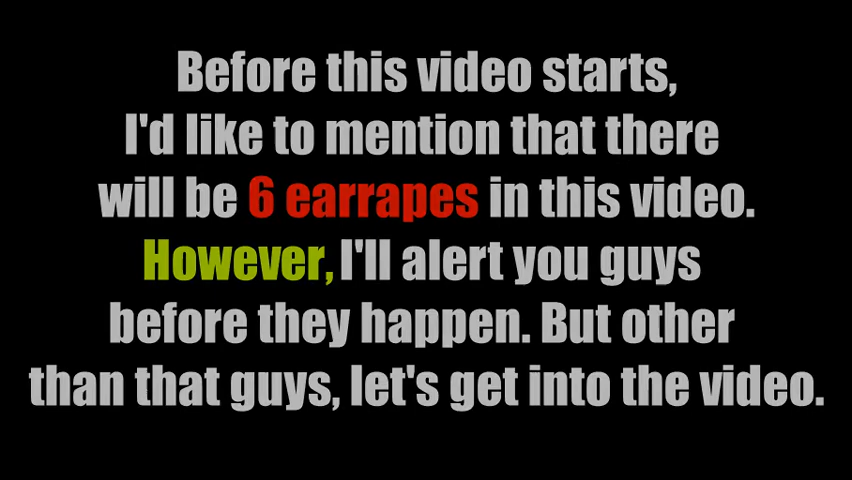 Before this video starts,
I'd like to mention that there
will be 6 earrapes in this video.
However, I'll alert you guys
before they happen. But other
than that guys, let's get into the video.